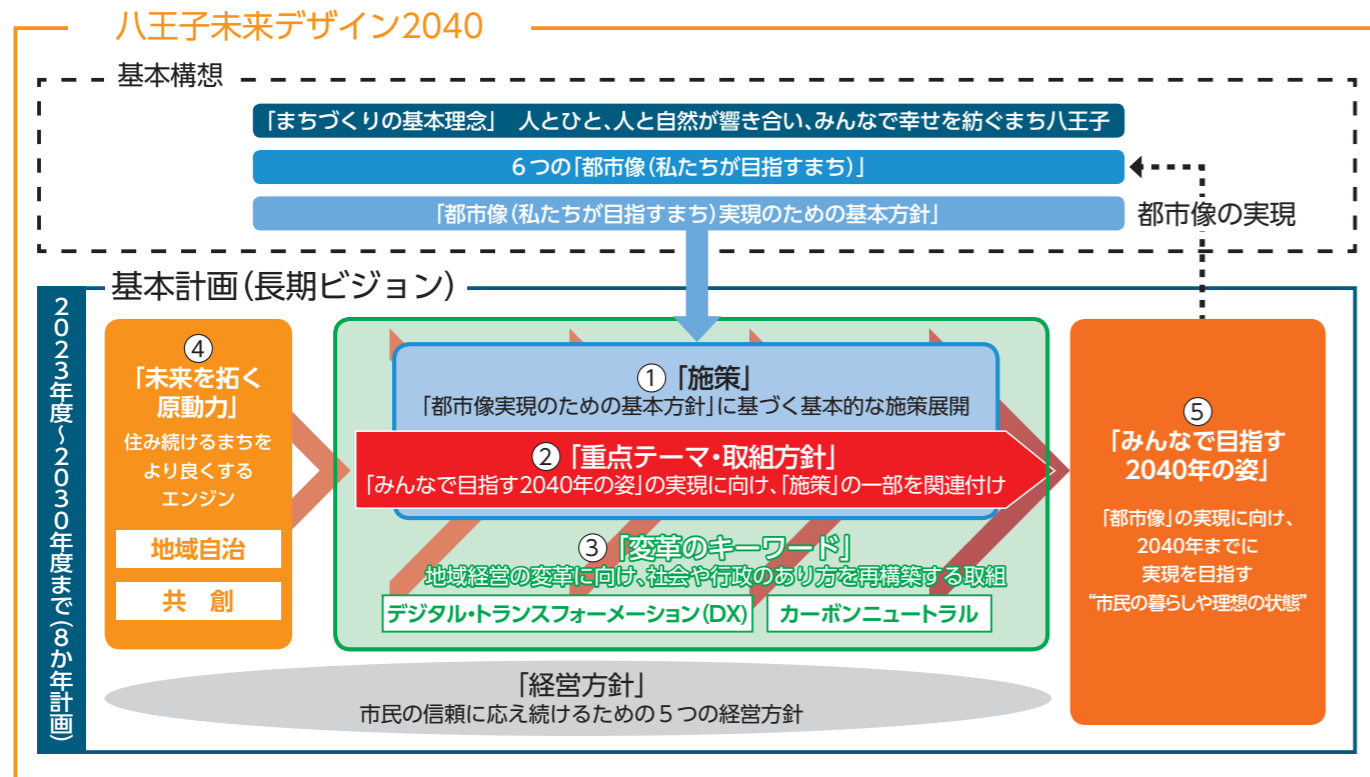 八王子未来デザイン2040
基本構想
「まちづくりの基本理念」　人とひと、人と自然が響き合い、みんなで幸せを紡ぐまち八王子
６つの「都市像（私たちが目指すまち）」
「都市像（私たちが目指すまち）実現のための基本方針」
都市像の実現
基本計画（長期ビジョン）
２０２３年度～２０３０年度まで（８か年計画）
④
「未来を拓く
原動力」
住み続けるまちを
より良くする
エンジン
地域自治
共　創
①「施策」
「都市像実現のための基本方針」に基づく基本的な施策展開
②「重点テーマ・取組方針」
「みんなで目指す2040年の姿」の実現に向け、「施策」の一部を関連付け
③「変革のキーワード」
地域経営の変革に向け、社会や行政のあり方を再構築する取組
デジタル・トランスフォーメーション（DX）
カーボンニュートラル
⑤
「みんなで目指す
2040年の姿」
「都市像」の実現に向け、
2040年までに
実現を目指す
“市民の暮らしや理想の状態”
「経営方針」
市民の信頼に応え続けるための５つの経営方針